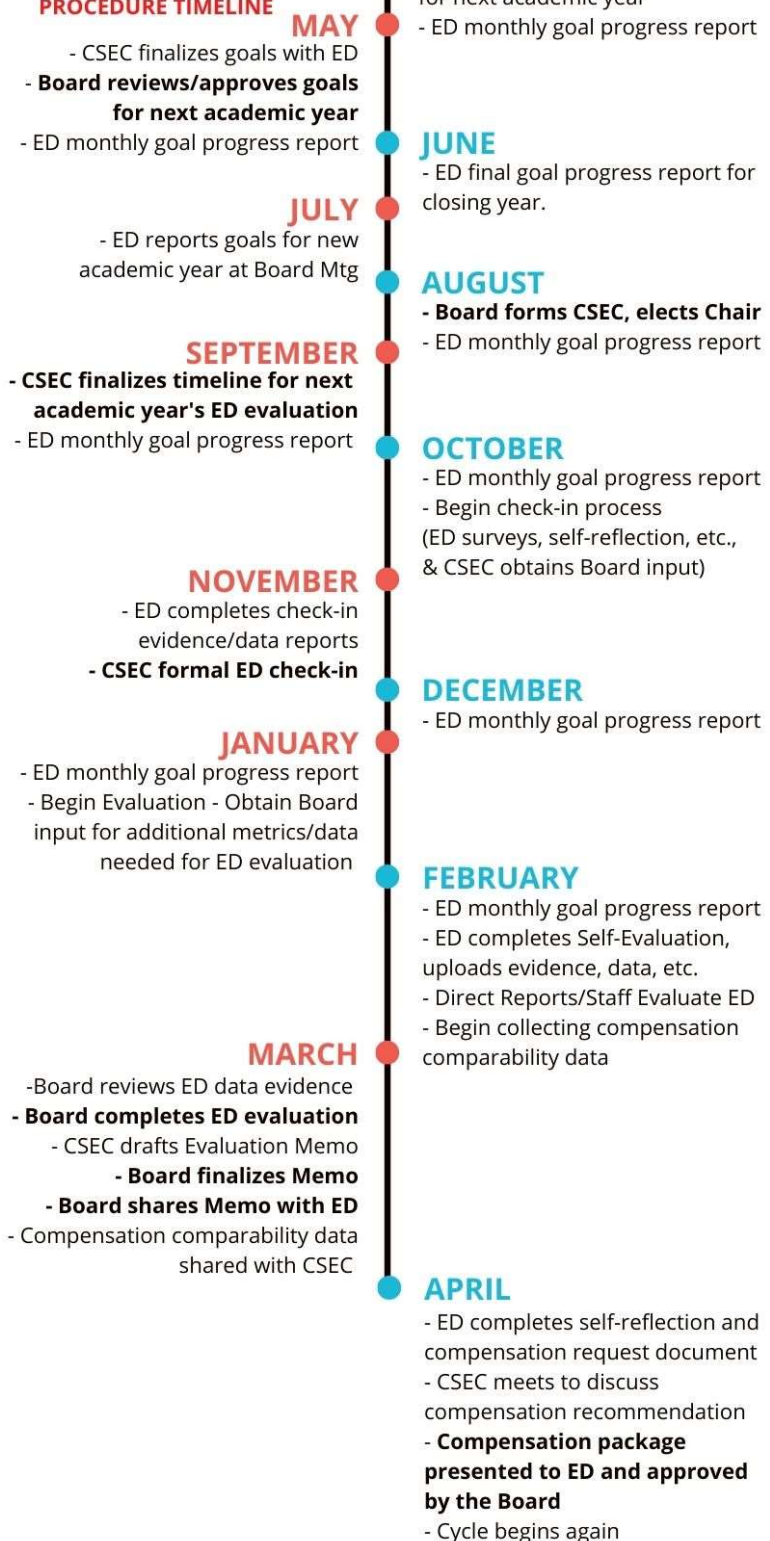 PROCEDURE TIMELINE
for next academic year
- ED monthly goal progress report
MAY
- CSEC finalizes goals with ED
- Board reviews/approves goals
for next academic year
- ED monthly goal progress report
JUNE
- ED final goal progress report for
closing year.
JULY
- ED reports goals for new
academic year at Board Mtg
AUGUST
- Board forms CSEC, elects Chair
- ED monthly goal progress report
SEPTEMBER
- CSEC finalizes timeline for next
academic year's ED evaluation
- ED monthly goal progress report
OCTOBER
- ED monthly goal progress report
- Begin check-in process
(ED surveys, self-reflection, etc.,
& CSEC obtains Board input)
NOVEMBER
- ED completes check-in
evidence/data reports
- CSEC formal ED check-in
DECEMBER
- ED monthly goal progress report
JANUARY
- ED monthly goal progress report
- Begin Evaluation - Obtain Board
input for additional metrics/data
needed for ED evaluation
FEBRUARY
- ED monthly goal progress report
- ED completes Self-Evaluation,
uploads evidence, data, etc.
- Direct Reports/Staff Evaluate ED
- Begin collecting compensation
comparability data
MARCH
-Board reviews ED data evidence
- Board completes ED evaluation
- CSEC drafts Evaluation Memo
- Board finalizes Memo
- Board shares Memo with ED
- Compensation comparability data
shared with CSEC
APRIL
- ED completes self-reflection and
compensation request document
- CSEC meets to discuss
compensation recommendation
- Compensation package
presented to ED and approved
by the Board
- Cycle begins again